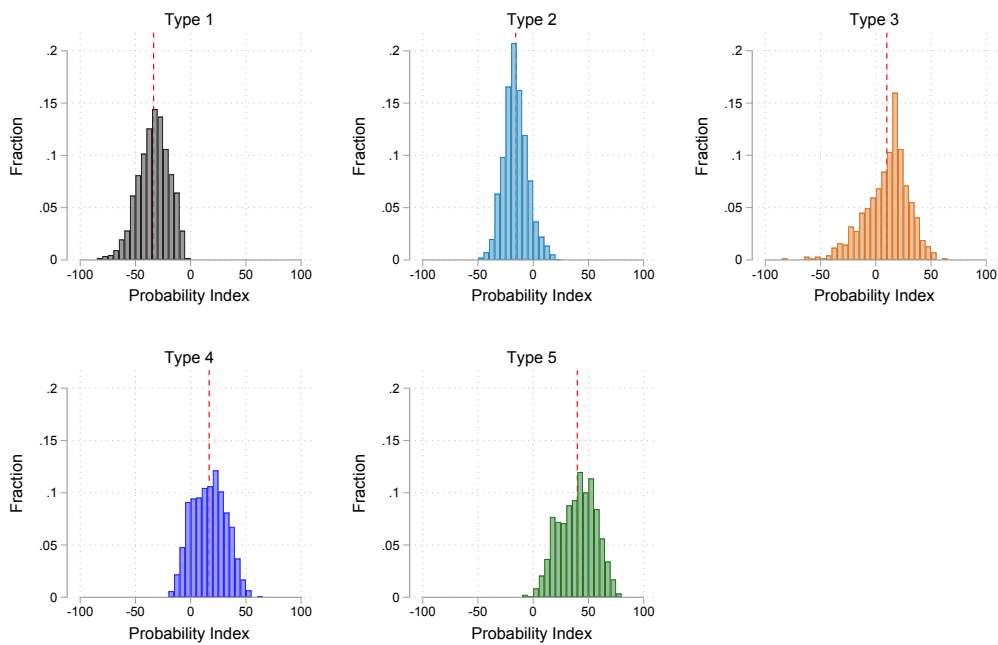 Type 1
Type 2
Type 3
Fraction
.2
.15
.1
.05
0
-100 -50 0 50 100
Probability Index
Fraction
.2
.15
.1
.05
0
-100 -50 0 50 100
Probability Index
Fraction
.2
.15
.1
.05
0
-100 -50 0 50 100
Probability Index
Type 4
Type 5
Fraction
.2
.15
.1
.05
0
-100 -50 0 50 100
Probability Index
Fraction
.2
.15
.1
.05
0
-100 -50 0 50 100
Probability Index